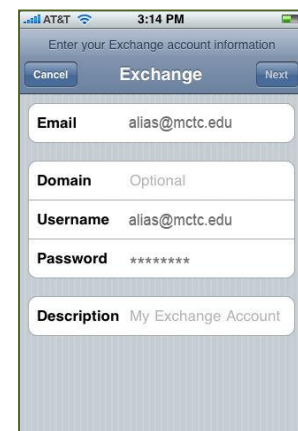 AT&T 3:14 PM
Enter your Exchange account information
Cancel Exchange Next
Email alias@mctc.edu
Domain Optional
Username alias@mctc.edu
Password ********
Description My Exchange Account